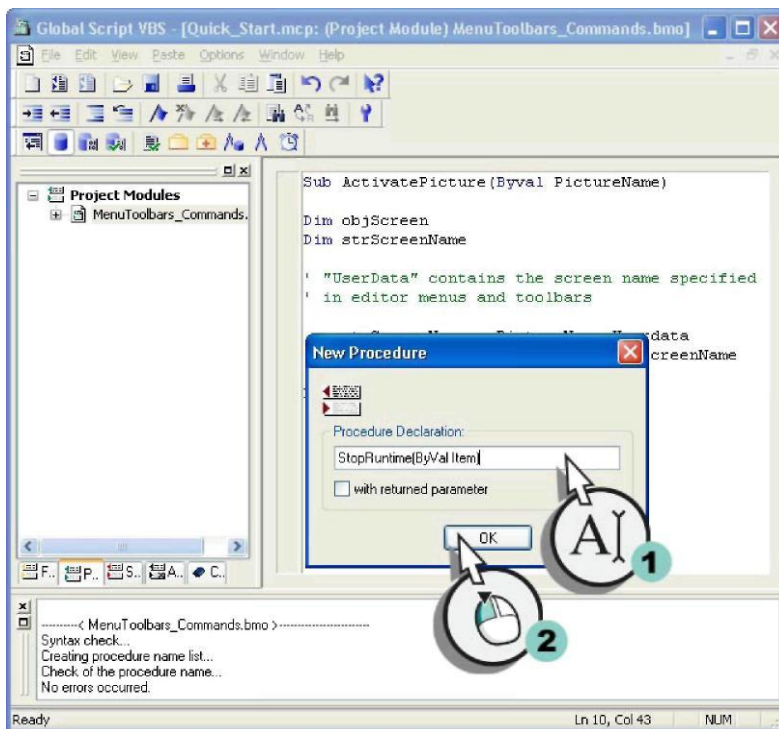 Global Script VBS - [Quick_Start.mcp: (Project Module) MenuToolbars_Commands.bmo]
File Edit View Paste Options Window Help
Project Modules
MenuToolbars_Commands.
Sub ActivatePicture(Byval PictureName)
Dim objScreen
Dim strScreenName
' "UserData" contains the screen name specified
' in editor menus and toolbars
creenName
New Procedure
Procedure Declaration:
StopRuntime(ByVal Item)
with returned parameter
OK
A
1
2
F.. P.. S.. A.. C..
----------< MenuToolbars_Commands.bmo >------------------------
Syntax check...
Creating procedure name list...
Check of the procedure name...
No errors occurred.
Ready
Ln 10, Col 43
NUM